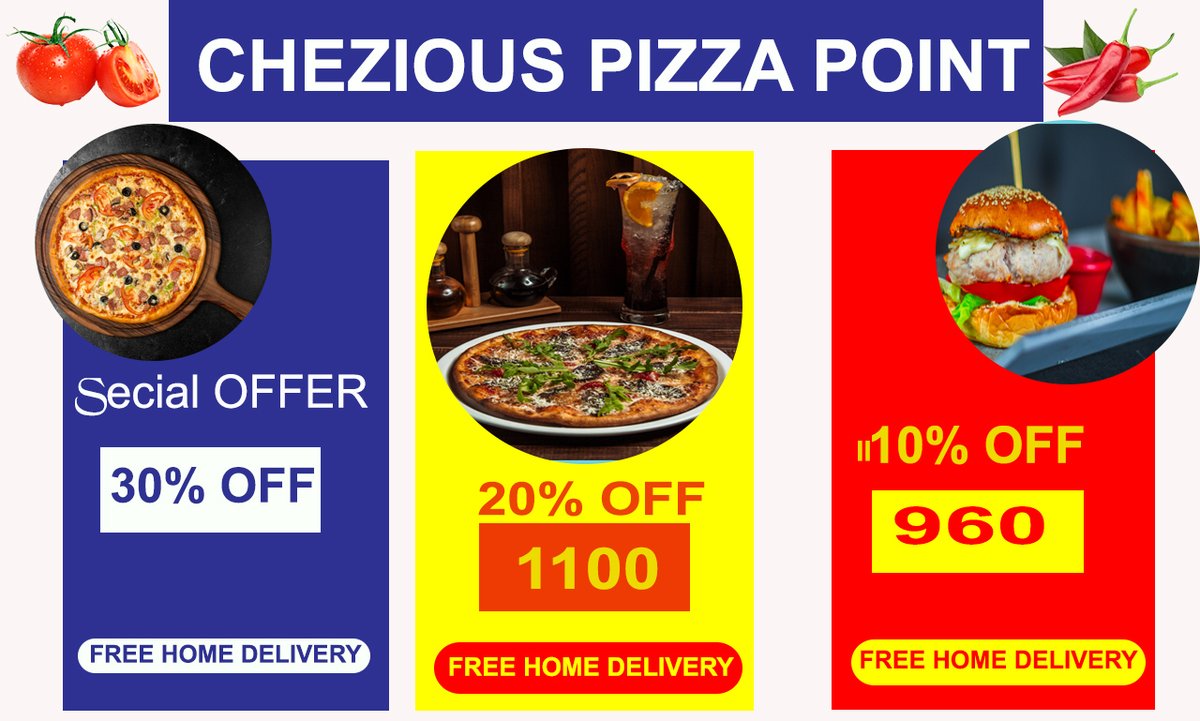 CHEZIOUS PIZZA POINT
Secial OFFER
30% OFF
FREE HOME DELIVERY
20% OFF
1100
FREE HOME DELIVERY
"10% OFF
960
FREE HOME DELIVERY